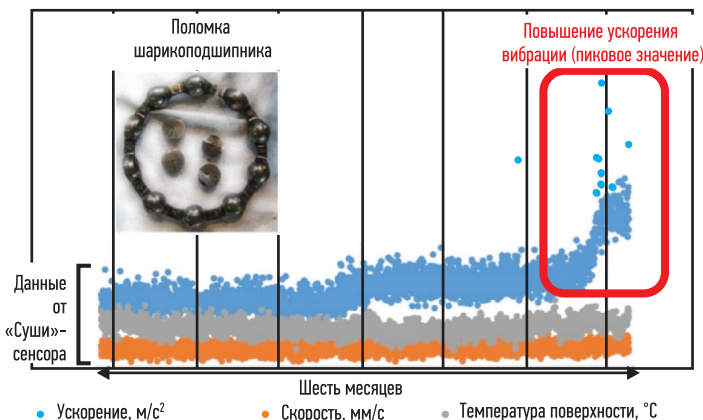 Поломка
шарикоподшипника
Повышение ускорения
вибрации (пиковое значение)
Данные
от
«Суши»-
сенсора
Шесть месяцев
Ускорение, м/с²
Скорость, мм/с
Температура поверхности, °С